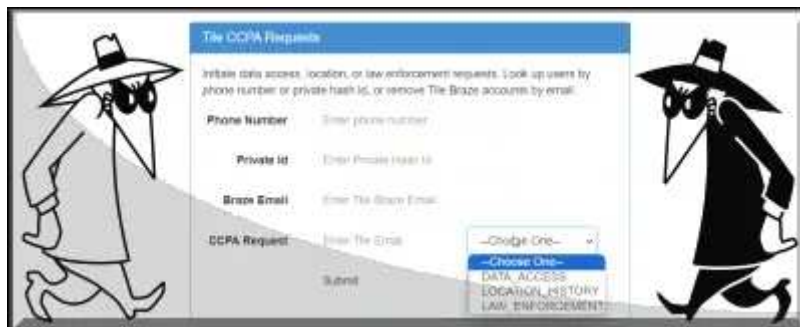 Tile CCPA Requests
Initiate data access, location, or law enforcement requests. Look up users by
phone number or private hash id, or remove Tile Braze accounts by email.
Phone Number Enter phone number
Private Id Enter Private Hash Id
Braze Email Enter Tile Braze Email
CCPA Request Enter Tile Email --Choose One--
--Choose One--
DATA_ACCESS
Submit
LOCATION_HISTORY
LAW_ENFORCEMENT